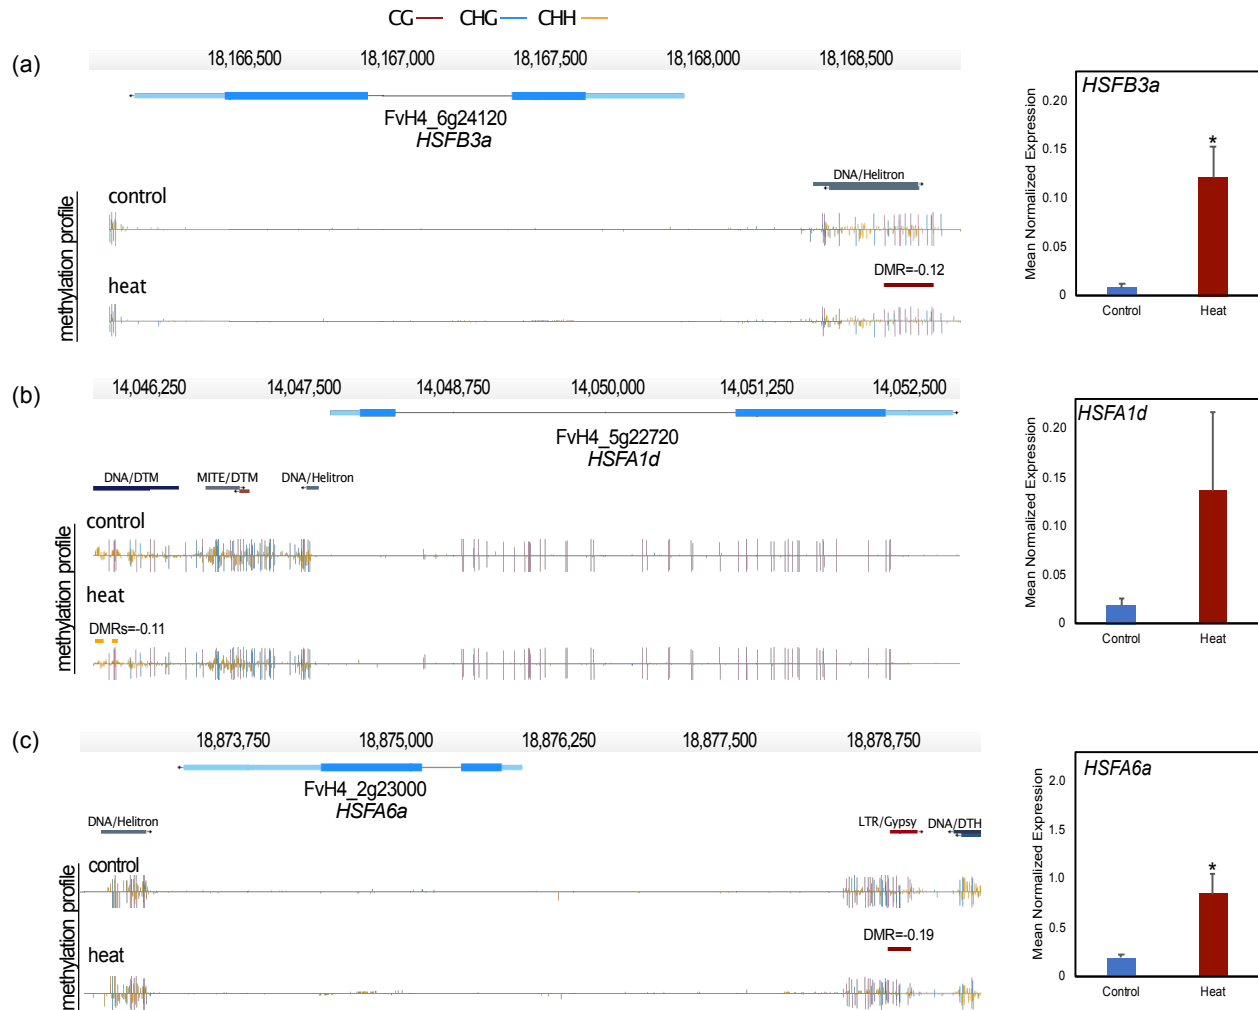 CG CHG CHH
(a)
18,166,500 18,167,000 18,167,500 18,168,000 18,168,500
FvH4_6g24120
HSFB3a
methylation profile
control
DNA/Helitron
heat
DMR=-0.12
HSFB3a
Mean Normalized Expression
0.20
0.15
0.10
0.05
0
*
Control Heat
(b)
14,046,250 14,047,500 14,048,750 14,050,000 14,051,250 14,052,500
FvH4_5g22720
HSFA1d
DNA/DTM MITE/DTM DNA/Helitron
methylation profile
control
heat
DMRs=-0.11
HSFA1d
Mean Normalized Expression
0.20
0.15
0.10
0.05
0
Control Heat
(c)
18,873,750 18,875,000 18,876,250 18,877,500 18,878,750
FvH4_2g23000
HSFA6a
DNA/Helitron LTR/Gypsy DNA/DTH
methylation profile
control
heat
DMR=-0.19
HSFA6a
Mean Normalized Expression
2.0
1.5
1.0
0.5
0
*
Control Heat